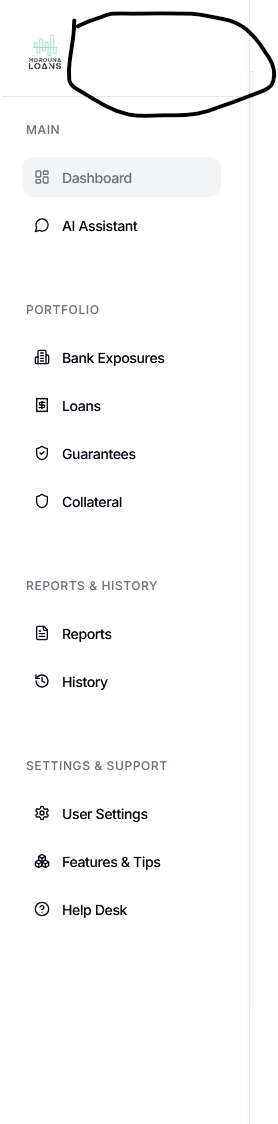 MOROUNA
LOANS
MAIN
Dashboard
AI Assistant
PORTFOLIO
Bank Exposures
Loans
Guarantees
Collateral
REPORTS & HISTORY
Reports
History
SETTINGS & SUPPORT
User Settings
Features & Tips
Help Desk